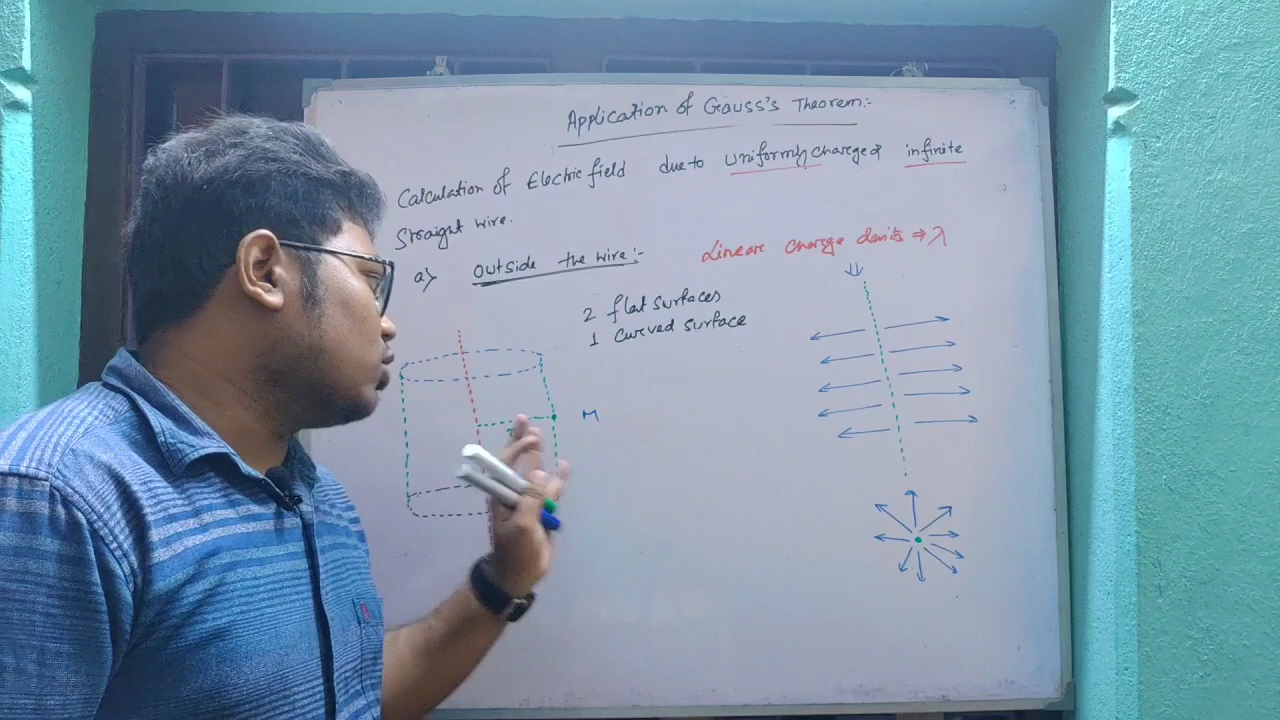 Application of Gauss's Theorem:-
Calculation of Electric field due to uniformly charged infinite
Straight wire.
a) Outside the wire:-
Linear charge density ⇒ λ
2 flat surfaces
1 curved surface
M